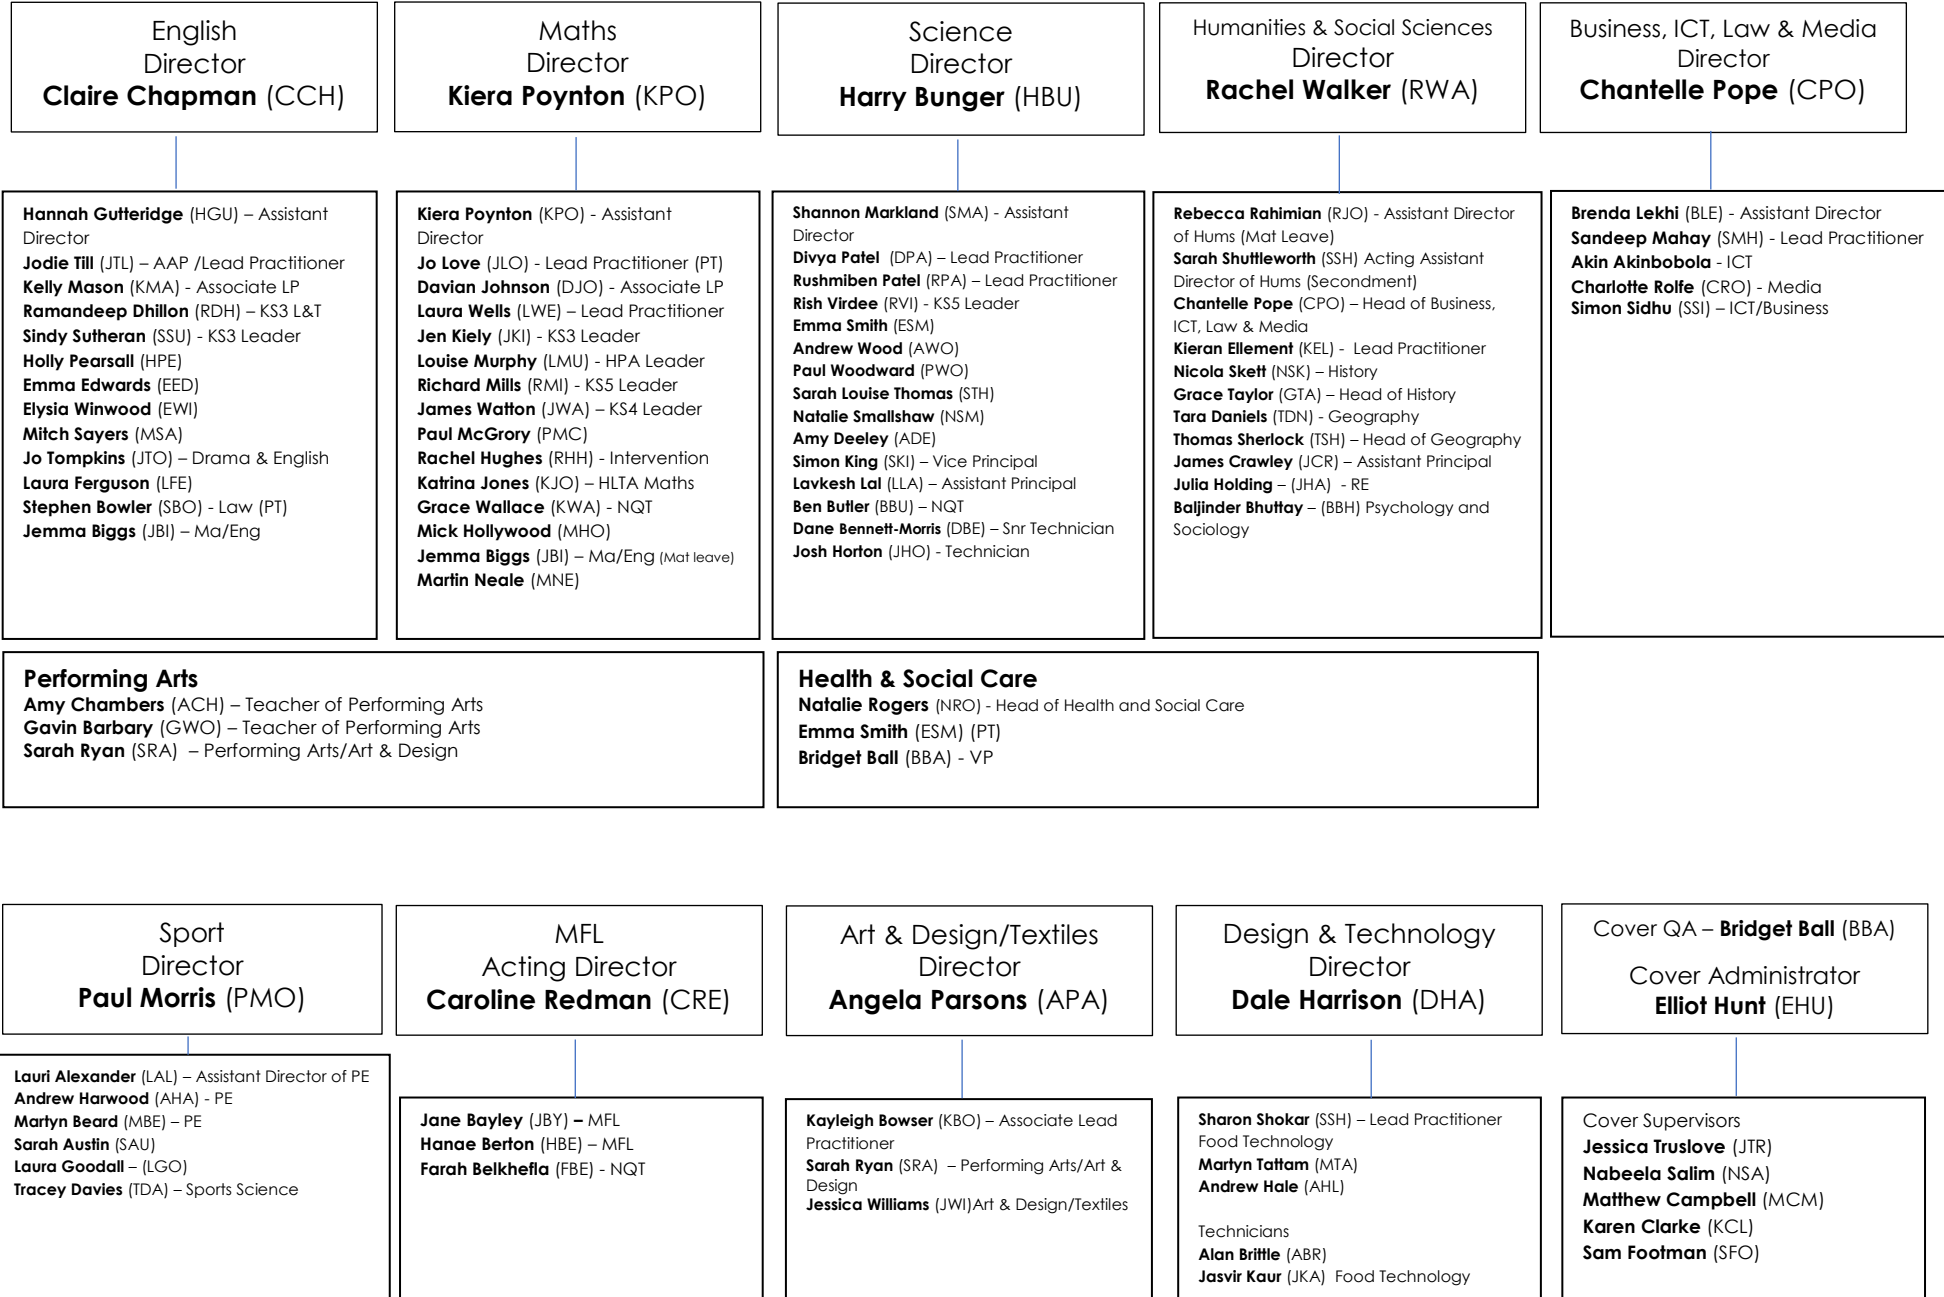 English
Director
Claire Chapman (CCH)
Maths
Director
Kiera Poynton (KPO)
Science
Director
Harry Bunger (HBU)
Humanities & Social Sciences
Director
Rachel Walker (RWA)
Business, ICT, Law & Media
Director
Chantelle Pope (CPO)
Hannah Gutteridge (HGU) – Assistant
Director
Jodie Till (JTL) – AAP /Lead Practitioner
Kelly Mason (KMA) - Associate LP
Ramandeep Dhillon (RDH) – KS3 L&T
Sindy Sutheran (SSU) - KS3 Leader
Holly Pearsall (HPE)
Emma Edwards (EED)
Elysia Winwood (EWI)
Mitch Sayers (MSA)
Jo Tompkins (JTO) – Drama & English
Laura Ferguson (LFE)
Stephen Bowler (SBO) - Law (PT)
Jemma Biggs (JBI) – Ma/Eng
Kiera Poynton (KPO) - Assistant
Director
Jo Love (JLO) - Lead Practitioner (PT)
Davian Johnson (DJO) - Associate LP
Laura Wells (LWE) – Lead Practitioner
Jen Kiely (JKI) - KS3 Leader
Louise Murphy (LMU) - HPA Leader
Richard Mills (RMI) - KS5 Leader
James Watton (JWA) – KS4 Leader
Paul McGrory (PMC)
Rachel Hughes (RHH) - Intervention
Katrina Jones (KJO) – HLTA Maths
Grace Wallace (KWA) - NQT
Mick Hollywood (MHO)
Jemma Biggs (JBI) – Ma/Eng (Mat leave)
Martin Neale (MNE)
Shannon Markland (SMA) - Assistant
Director
Divya Patel (DPA) – Lead Practitioner
Rushmiben Patel (RPA) – Lead Practitioner
Rish Virdee (RVI) - KS5 Leader
Emma Smith (ESM)
Andrew Wood (AWO)
Paul Woodward (PWO)
Sarah Louise Thomas (STH)
Natalie Smallshaw (NSM)
Amy Deeley (ADE)
Simon King (SKI) – Vice Principal
Lavkesh Lal (LLA) – Assistant Principal
Ben Butler (BBU) – NQT
Dane Bennett-Morris (DBE) – Snr Technician
Josh Horton (JHO) - Technician
Rebecca Rahimian (RJO) - Assistant Director
of Hums (Mat Leave)
Sarah Shuttleworth (SSH) Acting Assistant
Director of Hums (Secondment)
Chantelle Pope (CPO) – Head of Business,
ICT, Law & Media
Kieran Ellement (KEL) - Lead Practitioner
Nicola Skett (NSK) – History
Grace Taylor (GTA) – Head of History
Tara Daniels (TDN) - Geography
Thomas Sherlock (TSH) – Head of Geography
James Crawley (JCR) – Assistant Principal
Julia Holding – (JHA) - RE
Baljinder Bhuttay – (BBH) Psychology and
Sociology
Brenda Lekhi (BLE) - Assistant Director
Sandeep Mahay (SMH) - Lead Practitioner
Akin Akinbobola - ICT
Charlotte Rolfe (CRO) - Media
Simon Sidhu (SSI) – ICT/Business
Performing Arts
Amy Chambers (ACH) – Teacher of Performing Arts
Gavin Barbary (GWO) – Teacher of Performing Arts
Sarah Ryan (SRA) – Performing Arts/Art & Design
Health & Social Care
Natalie Rogers (NRO) - Head of Health and Social Care
Emma Smith (ESM) (PT)
Bridget Ball (BBA) - VP
Sport
Director
Paul Morris (PMO)
MFL
Acting Director
Caroline Redman (CRE)
Art & Design/Textiles
Director
Angela Parsons (APA)
Design & Technology
Director
Dale Harrison (DHA)
Cover QA – Bridget Ball (BBA)
Cover Administrator
Elliot Hunt (EHU)
Lauri Alexander (LAL) – Assistant Director of PE
Andrew Harwood (AHA) - PE
Martyn Beard (MBE) – PE
Sarah Austin (SAU)
Laura Goodall – (LGO)
Tracey Davies (TDA) – Sports Science
Jane Bayley (JBY) – MFL
Hanae Berton (HBE) – MFL
Farah Belkhefia (FBE) - NQT
Kayleigh Bowser (KBO) – Associate Lead
Practitioner
Sarah Ryan (SRA) – Performing Arts/Art &
Design
Jessica Williams (JWI)Art & Design/Textiles
Sharon Shokar (SSH) – Lead Practitioner
Food Technology
Martyn Tattam (MTA)
Andrew Hale (AHL)
Technicians
Alan Brittle (ABR)
Jasvir Kaur (JKA) Food Technology
Cover Supervisors
Jessica Truslove (JTR)
Nabeela Salim (NSA)
Matthew Campbell (MCM)
Karen Clarke (KCL)
Sam Footman (SFO)